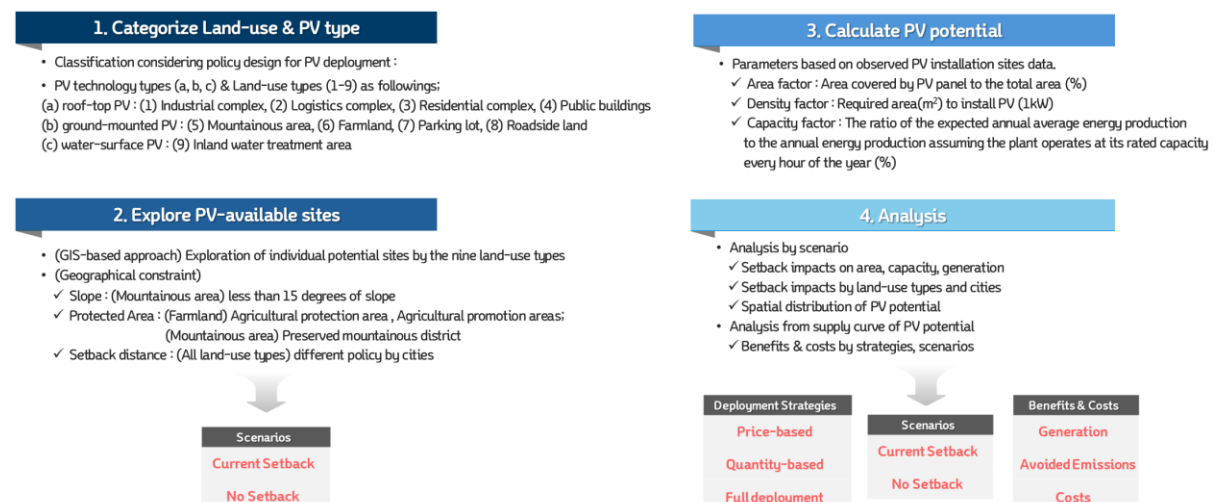 1. Categorize Land-use & PV type
• Classification considering policy design for PV deployment :
• PV technology types (a, b, c) & Land-use types (1-9) as followings;
(a) roof-top PV : (1) Industrial complex, (2) Logistics complex, (3) Residential complex, (4) Public buildings
(b) ground-mounted PV : (5) Mountainous area, (6) Farmland, (7) Parking lot, (8) Roadside land
(c) water-surface PV : (9) Inland water treatment area
2. Explore PV-available sites
• (GIS-based approach) Exploration of individual potential sites by the nine land-use types
• (Geographical constraint)
✓ Slope : (Mountainous area) less than 15 degrees of slope
✓ Protected Area : (Farmland) Agricultural protection area , Agricultural promotion areas;
(Mountainous area) Preserved mountainous district
✓ Setback distance : (All land-use types) different policy by cities
Scenarios
Current Setback
No Setback
3. Calculate PV potential
• Parameters based on observed PV installation sites data.
✓ Area factor : Area covered by PV panel to the total area (%)
✓ Density factor : Required area(m²) to install PV (1kW)
✓ Capacity factor : The ratio of the expected annual average energy production
to the annual energy production assuming the plant operates at its rated capacity
every hour of the year (%)
4. Analysis
• Analysis by scenario
✓ Setback impacts on area, capacity, generation
✓ Setback impacts by land-use types and cities
✓ Spatial distribution of PV potential
• Analysis from supply curve of PV potential
✓ Benefits & costs by strategies, scenarios
Deployment Strategies
Price-based
Quantity-based
Full deployment
Scenarios
Current Setback
No Setback
Benefits & Costs
Generation
Avoided Emissions
Costs